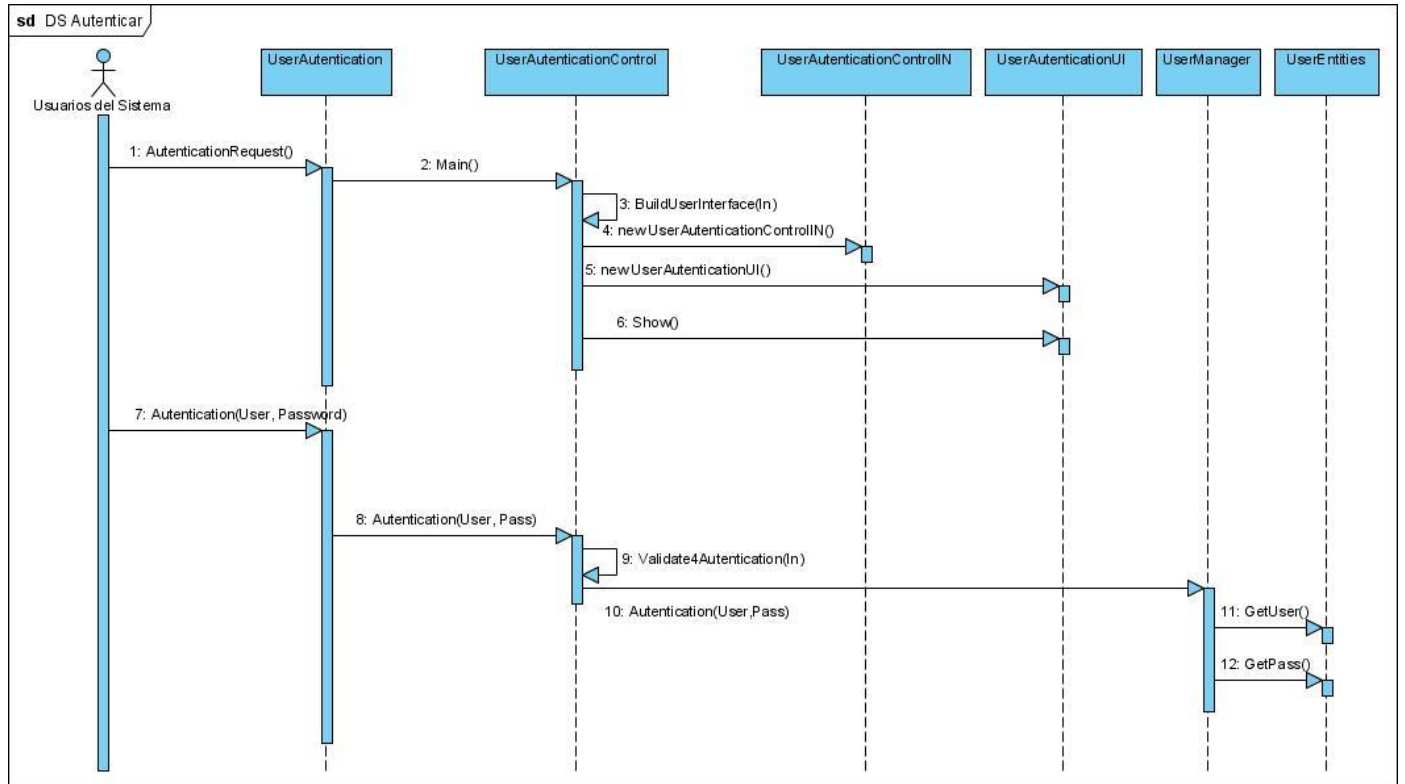 sd DS Autenticar
Usuarios del Sistema
UserAutentication
UserAutenticationControl
UserAutenticationControlIN
UserAutenticationUI
UserManager
UserEntities
1: AutenticationRequest()
2: Main()
3: BuildUserInterface(In)
4: newUserAutenticationControlIN()
5: newUserAutenticationUI()
6: Show()
7: Autentication(User, Password)
8: Autentication(User, Pass)
9: Validate4Autentication(In)
10: Autentication(User,Pass)
11: GetUser()
12: GetPass()